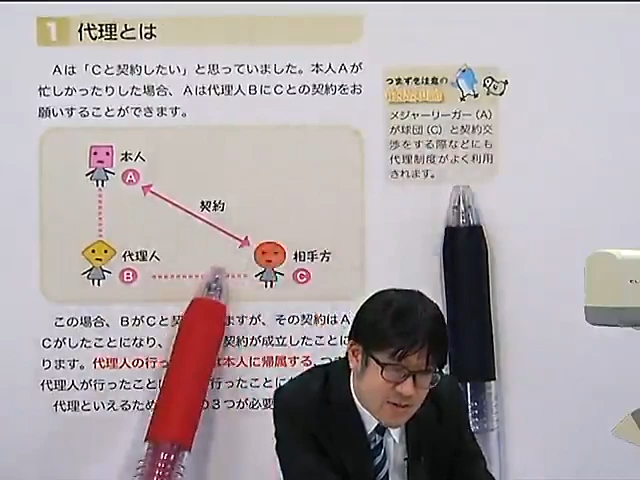 1 代理とは
Aは「Cと契約したい」と思っていました。本人Aが
忙しかったりした場合、Aは代理人BにCとの契約をお
願いすることができます。
つまずき注意の
メジャーリーガー(A)
が球団(C)と契約交
渉をする際などにも
代理制度がよく利用
されます。
本人
A
契約
代理人
B
相手方
C
この場合、BがCと契 ますが、その契約はA
Cがしたことになり、 契約が成立したことに
ります。代理人の行っ は本人に帰属する。つ
代理人が行ったことに 行ったことに
代理といえるため の3つが必要